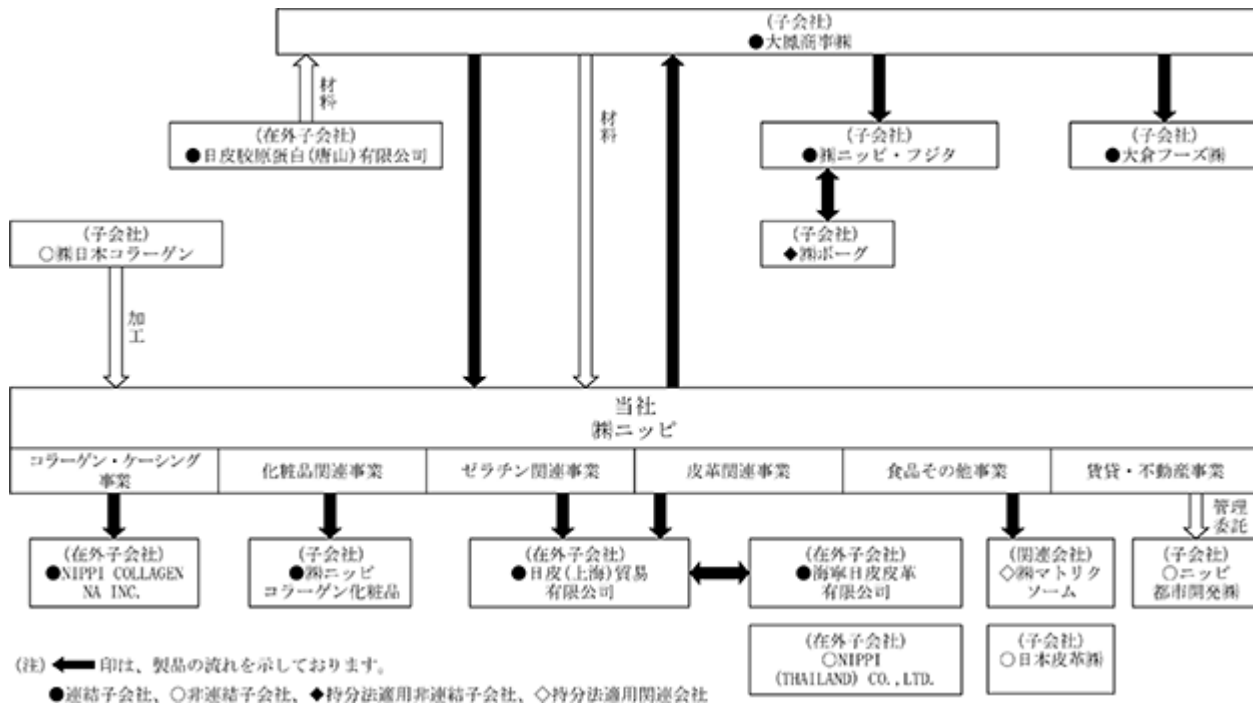 (子会社)
●大鳳商事㈱
材料
材料
(在外子会社)
●日皮胶原蛋白(唐山)有限公司
(子会社)
●㈱ニッピ・フジタ
(子会社)
●大倉フーズ㈱
(子会社)
○㈱日本コラーゲン
(子会社)
◆㈱ボーグ
加工
当社
㈱ニッピ
コラーゲン・ケーシング
事業
化粧品関連事業
ゼラチン関連事業
皮革関連事業
食品その他事業
賃貸・不動産事業
管理
委託
(在外子会社)
●NIPPI COLLAGEN
NA INC.
(子会社)
●㈱ニッピ
コラーゲン化粧品
(在外子会社)
●日皮(上海)貿易
有限公司
(在外子会社)
●海寧日皮皮革
有限公司
(関連会社)
◇㈱マトリク
ソーム
(子会社)
○ニッピ
都市開発㈱
(在外子会社)
○NIPPI
(THAILAND) CO.,LTD.
(子会社)
○日本皮革㈱
(注) 印は、製品の流れを示しております。
●連結子会社、○非連結子会社、◆持分法適用非連結子会社、◇持分法適用関連会社